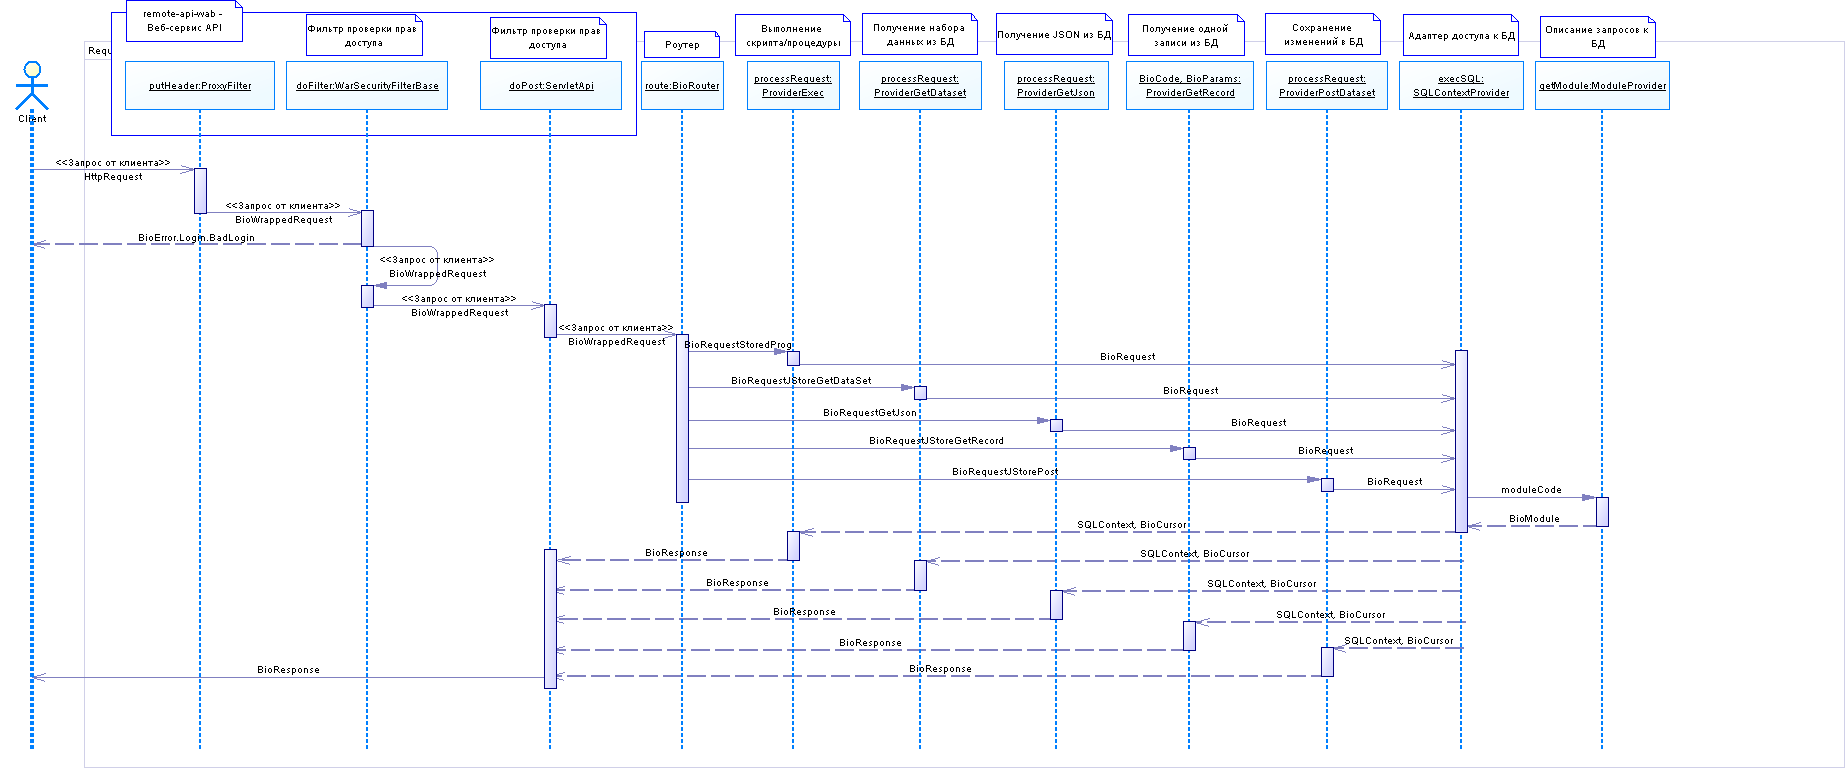 remote-api-wab -
Веб-сервис API
Фильтр проверки прав
доступа
Фильтр проверки прав
доступа
Роутер
Выполнение
скрипта/процедуры
Получение набора
данных из БД
Получение JSON из БД
Получение одной
записи из БД
Сохранение
изменений в БД
Адаптер доступа к БД
Описание запросов к
БД
Requ
putHeader:ProxyFilter
doFilter:WarSecurityFilterBase
doPost:ServletApi
route:BioRouter
processRequest:
ProviderExec
processRequest:
ProviderGetDataset
processRequest:
ProviderGetJson
BioCode, BioParams:
ProviderGetRecord
processRequest:
ProviderPostDataset
execSQL:
SQLContextProvider
getModule:ModuleProvider
Client
<<Запрос от клиента>>
HttpRequest
<<Запрос от клиента>>
BioWrappedRequest
BioError.Login.BadLogin
<<Запрос от клиента>>
BioWrappedRequest
<<Запрос от клиента>>
BioWrappedRequest
<<Запрос от клиента>>
BioWrappedRequest
BioRequestStoredProg
BioRequest
BioRequestJStoreGetDataSet
BioRequest
BioRequestGetJson
BioRequest
BioRequestJStoreGetRecord
BioRequest
BioRequestJStorePost
BioRequest
moduleCode
BioModule
SQLContext, BioCursor
BioResponse
SQLContext, BioCursor
BioResponse
SQLContext, BioCursor
BioResponse
SQLContext, BioCursor
BioResponse
SQLContext, BioCursor
BioResponse
BioResponse